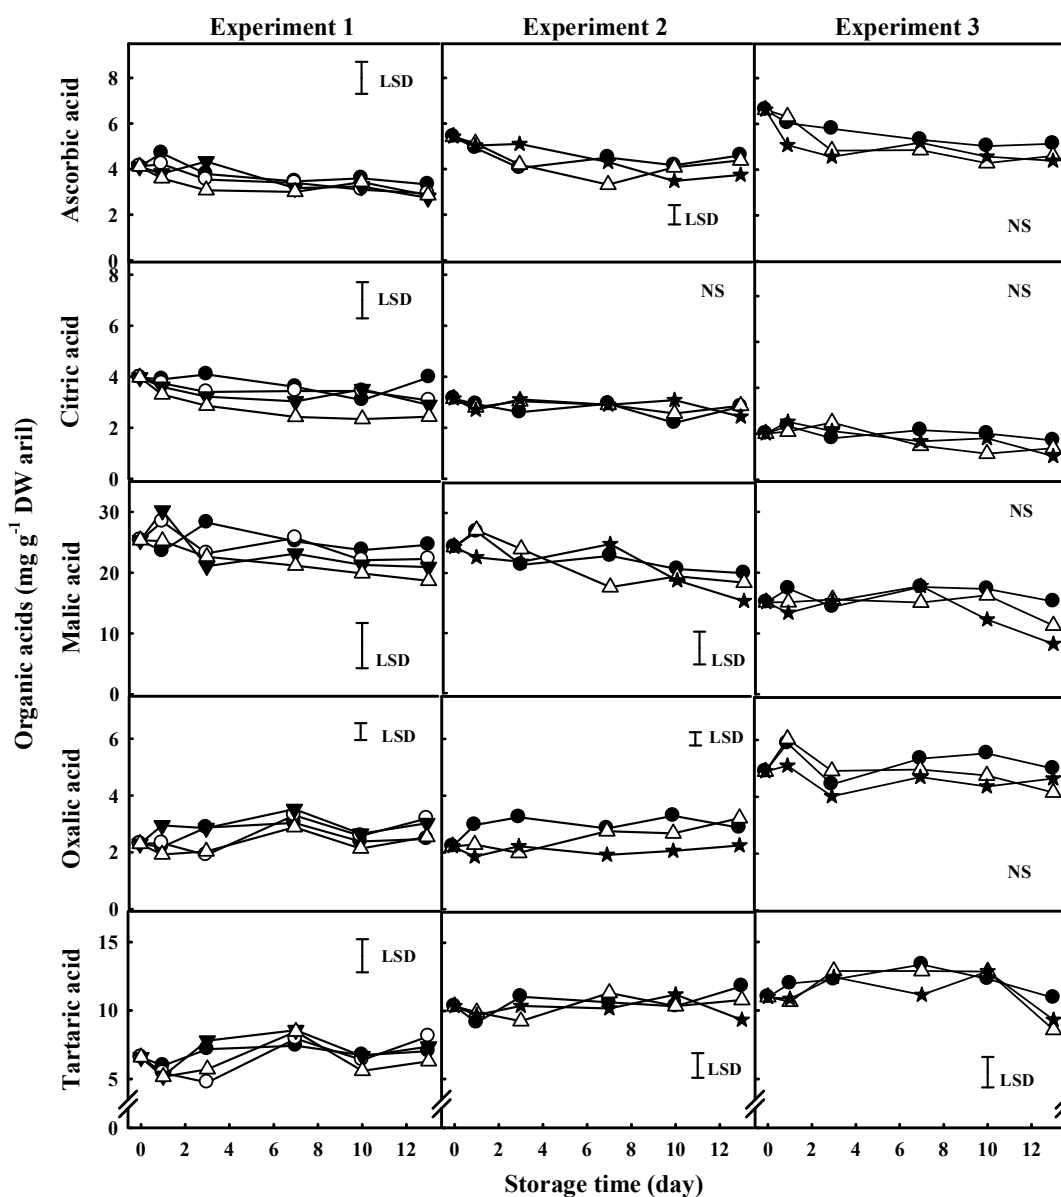 Experiment 1 Experiment 2 Experiment 3
Organic acids (mg g⁻¹ DW aril)
Ascorbic acid
8
6
4
2
0
LSD
LSD
NS
Citric acid
8
6
4
2
0
LSD
NS
NS
Malic acid
30
20
10
0
LSD
LSD
NS
Oxalic acid
6
4
2
0
LSD
LSD
NS
Tartaric acid
15
10
5
0
LSD
LSD
LSD
0 2 4 6 8 10 12 0 2 4 6 8 10 12 0 2 4 6 8 10 12
Storage time (day)